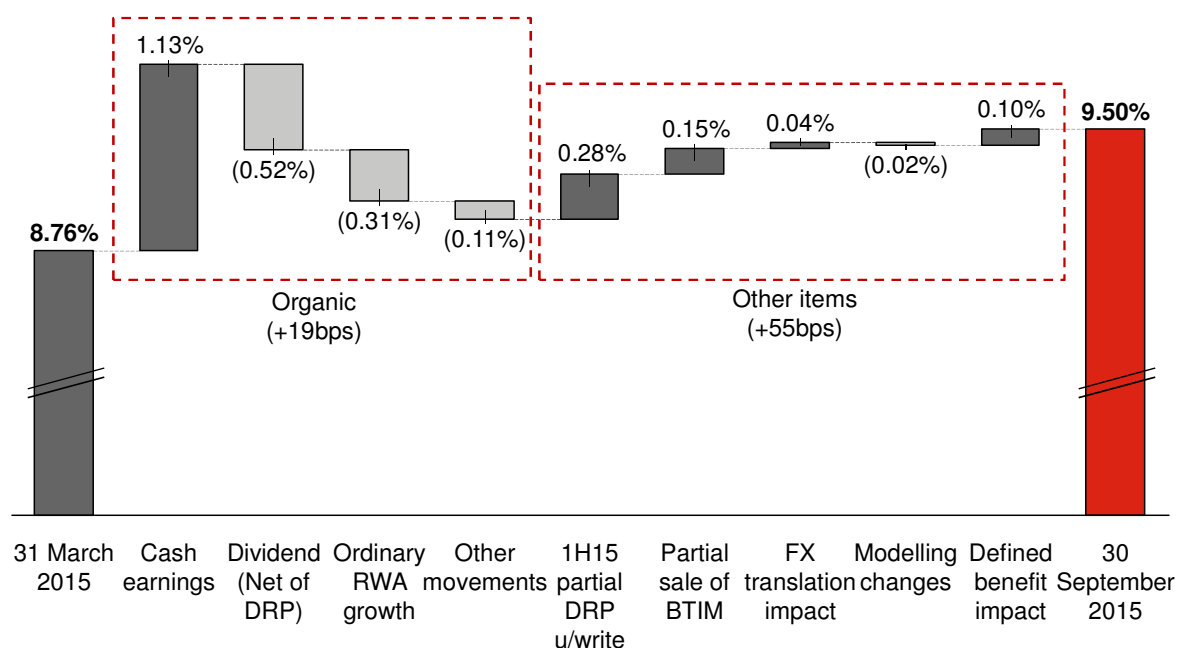 1.13%
(0.52%)
(0.31%)
(0.11%)
0.28%
0.15%
0.04%
(0.02%)
0.10%
9.50%
8.76%
Organic
(+19bps)
Other items
(+55bps)
31 March
2015
Cash
earnings
Dividend
(Net of
DRP)
Ordinary
RWA
growth
Other
movements
1H15
partial
DRP
u/write
Partial
sale of
BTIM
FX
translation
impact
Modelling
changes
Defined
benefit
impact
30
September
2015